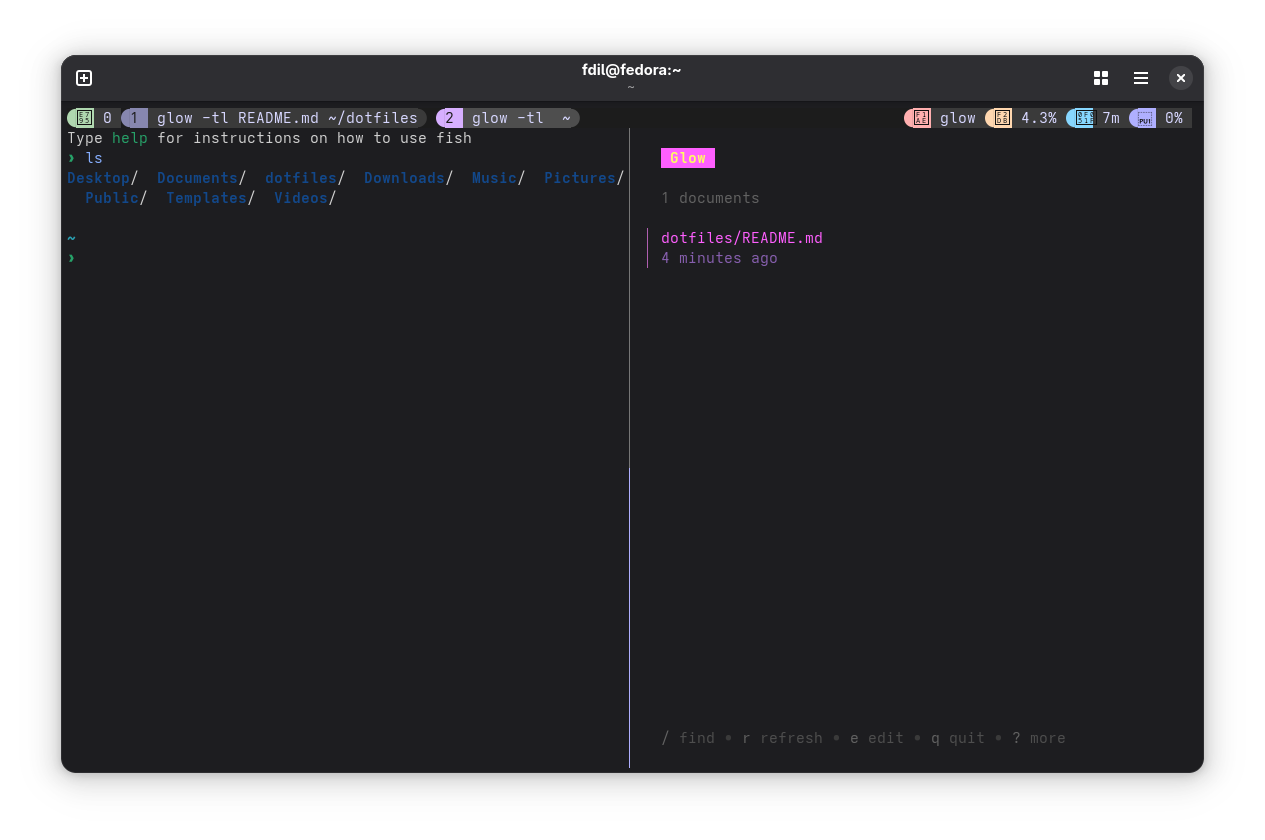 fdil@fedora:~
~
0 1 glow -tl README.md ~/dotfiles 2 glow -tl ~ glow 4.3% 7m 0%
Type help for instructions on how to use fish
› ls
Desktop/ Documents/ dotfiles/ Downloads/ Music/ Pictures/
Public/ Templates/ Videos/
~
›
Glow
1 documents
dotfiles/README.md
4 minutes ago
/ find • r refresh • e edit • q quit • ? more